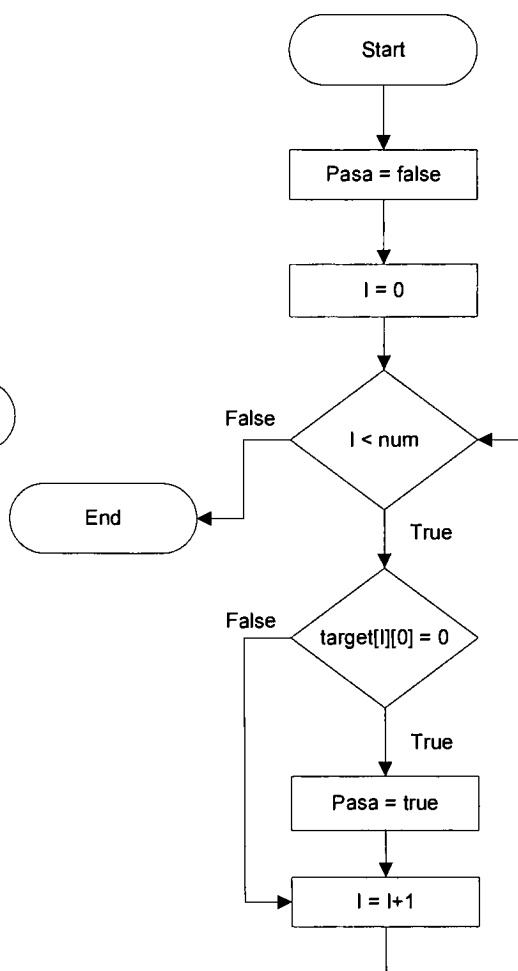 Start
Pasa = false
I = 0
False
I < num
End
True
False
target[I][0] = 0
True
Pasa = true
I = I+1